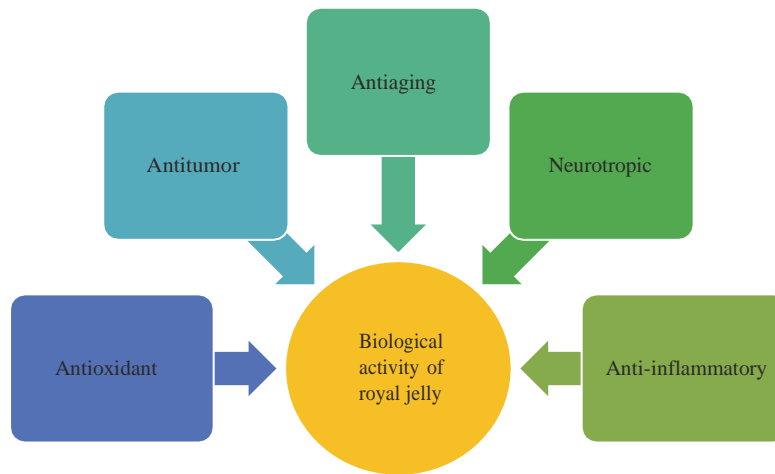 Antiaging
Antitumor
Neurotropic
Antioxidant
Biological
activity of
royal jelly
Anti-inflammatory